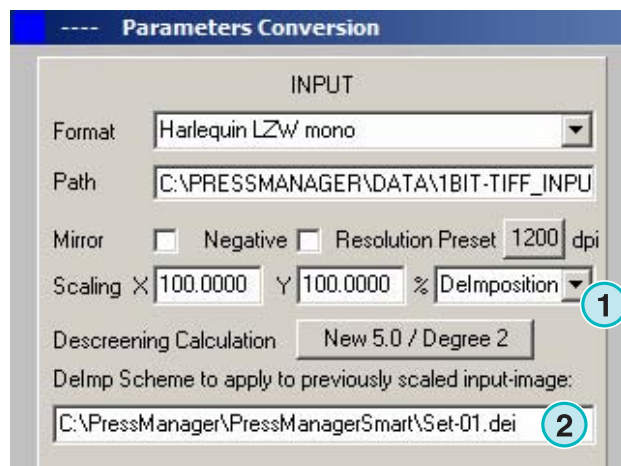 ---- Parameters Conversion
INPUT
Format Harlequin LZW mono
Path C:\PRESSMANAGER\DATA\1BIT-TIFF_INPU
Mirror Negative Resolution Preset 1200 dpi
Scaling X 100.0000 Y 100.0000 % DeImposition
1
Descreening Calculation New 5.0 / Degree 2
DeImp Scheme to apply to previously scaled input-image:
C:\PressManager\PressManagerSmart\Set-01.dei 2